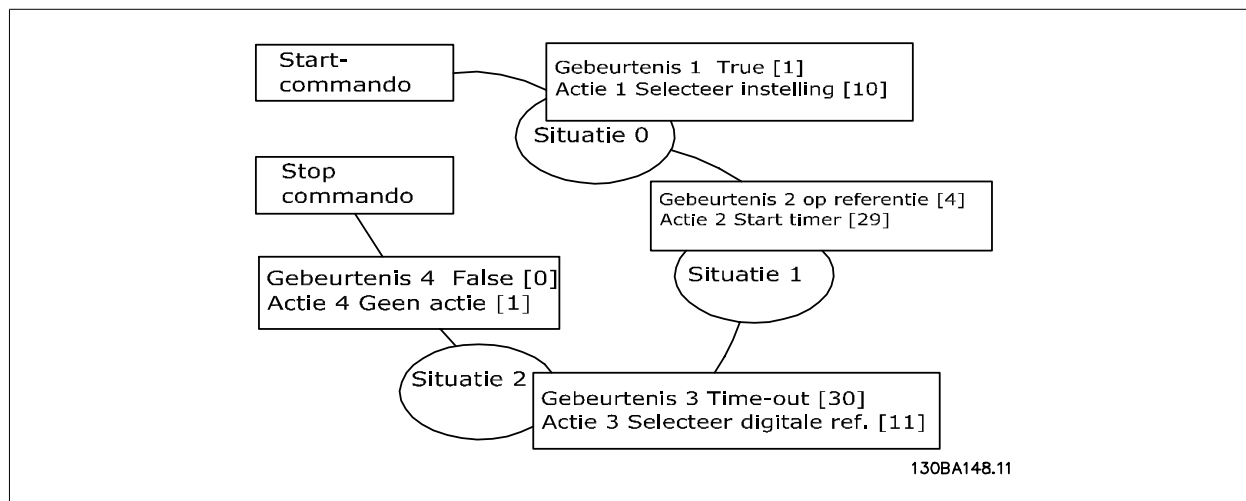 Start-
commando
Gebeurtenis 1 True [1]
Actie 1 Selecteer instelling [10]
Situatie 0
Stop
commando
Gebeurtenis 2 op referentie [4]
Actie 2 Start timer [29]
Situatie 1
Gebeurtenis 4 False [0]
Actie 4 Geen actie [1]
Situatie 2
Gebeurtenis 3 Time-out [30]
Actie 3 Selecteer digitale ref. [11]
130BA148.11